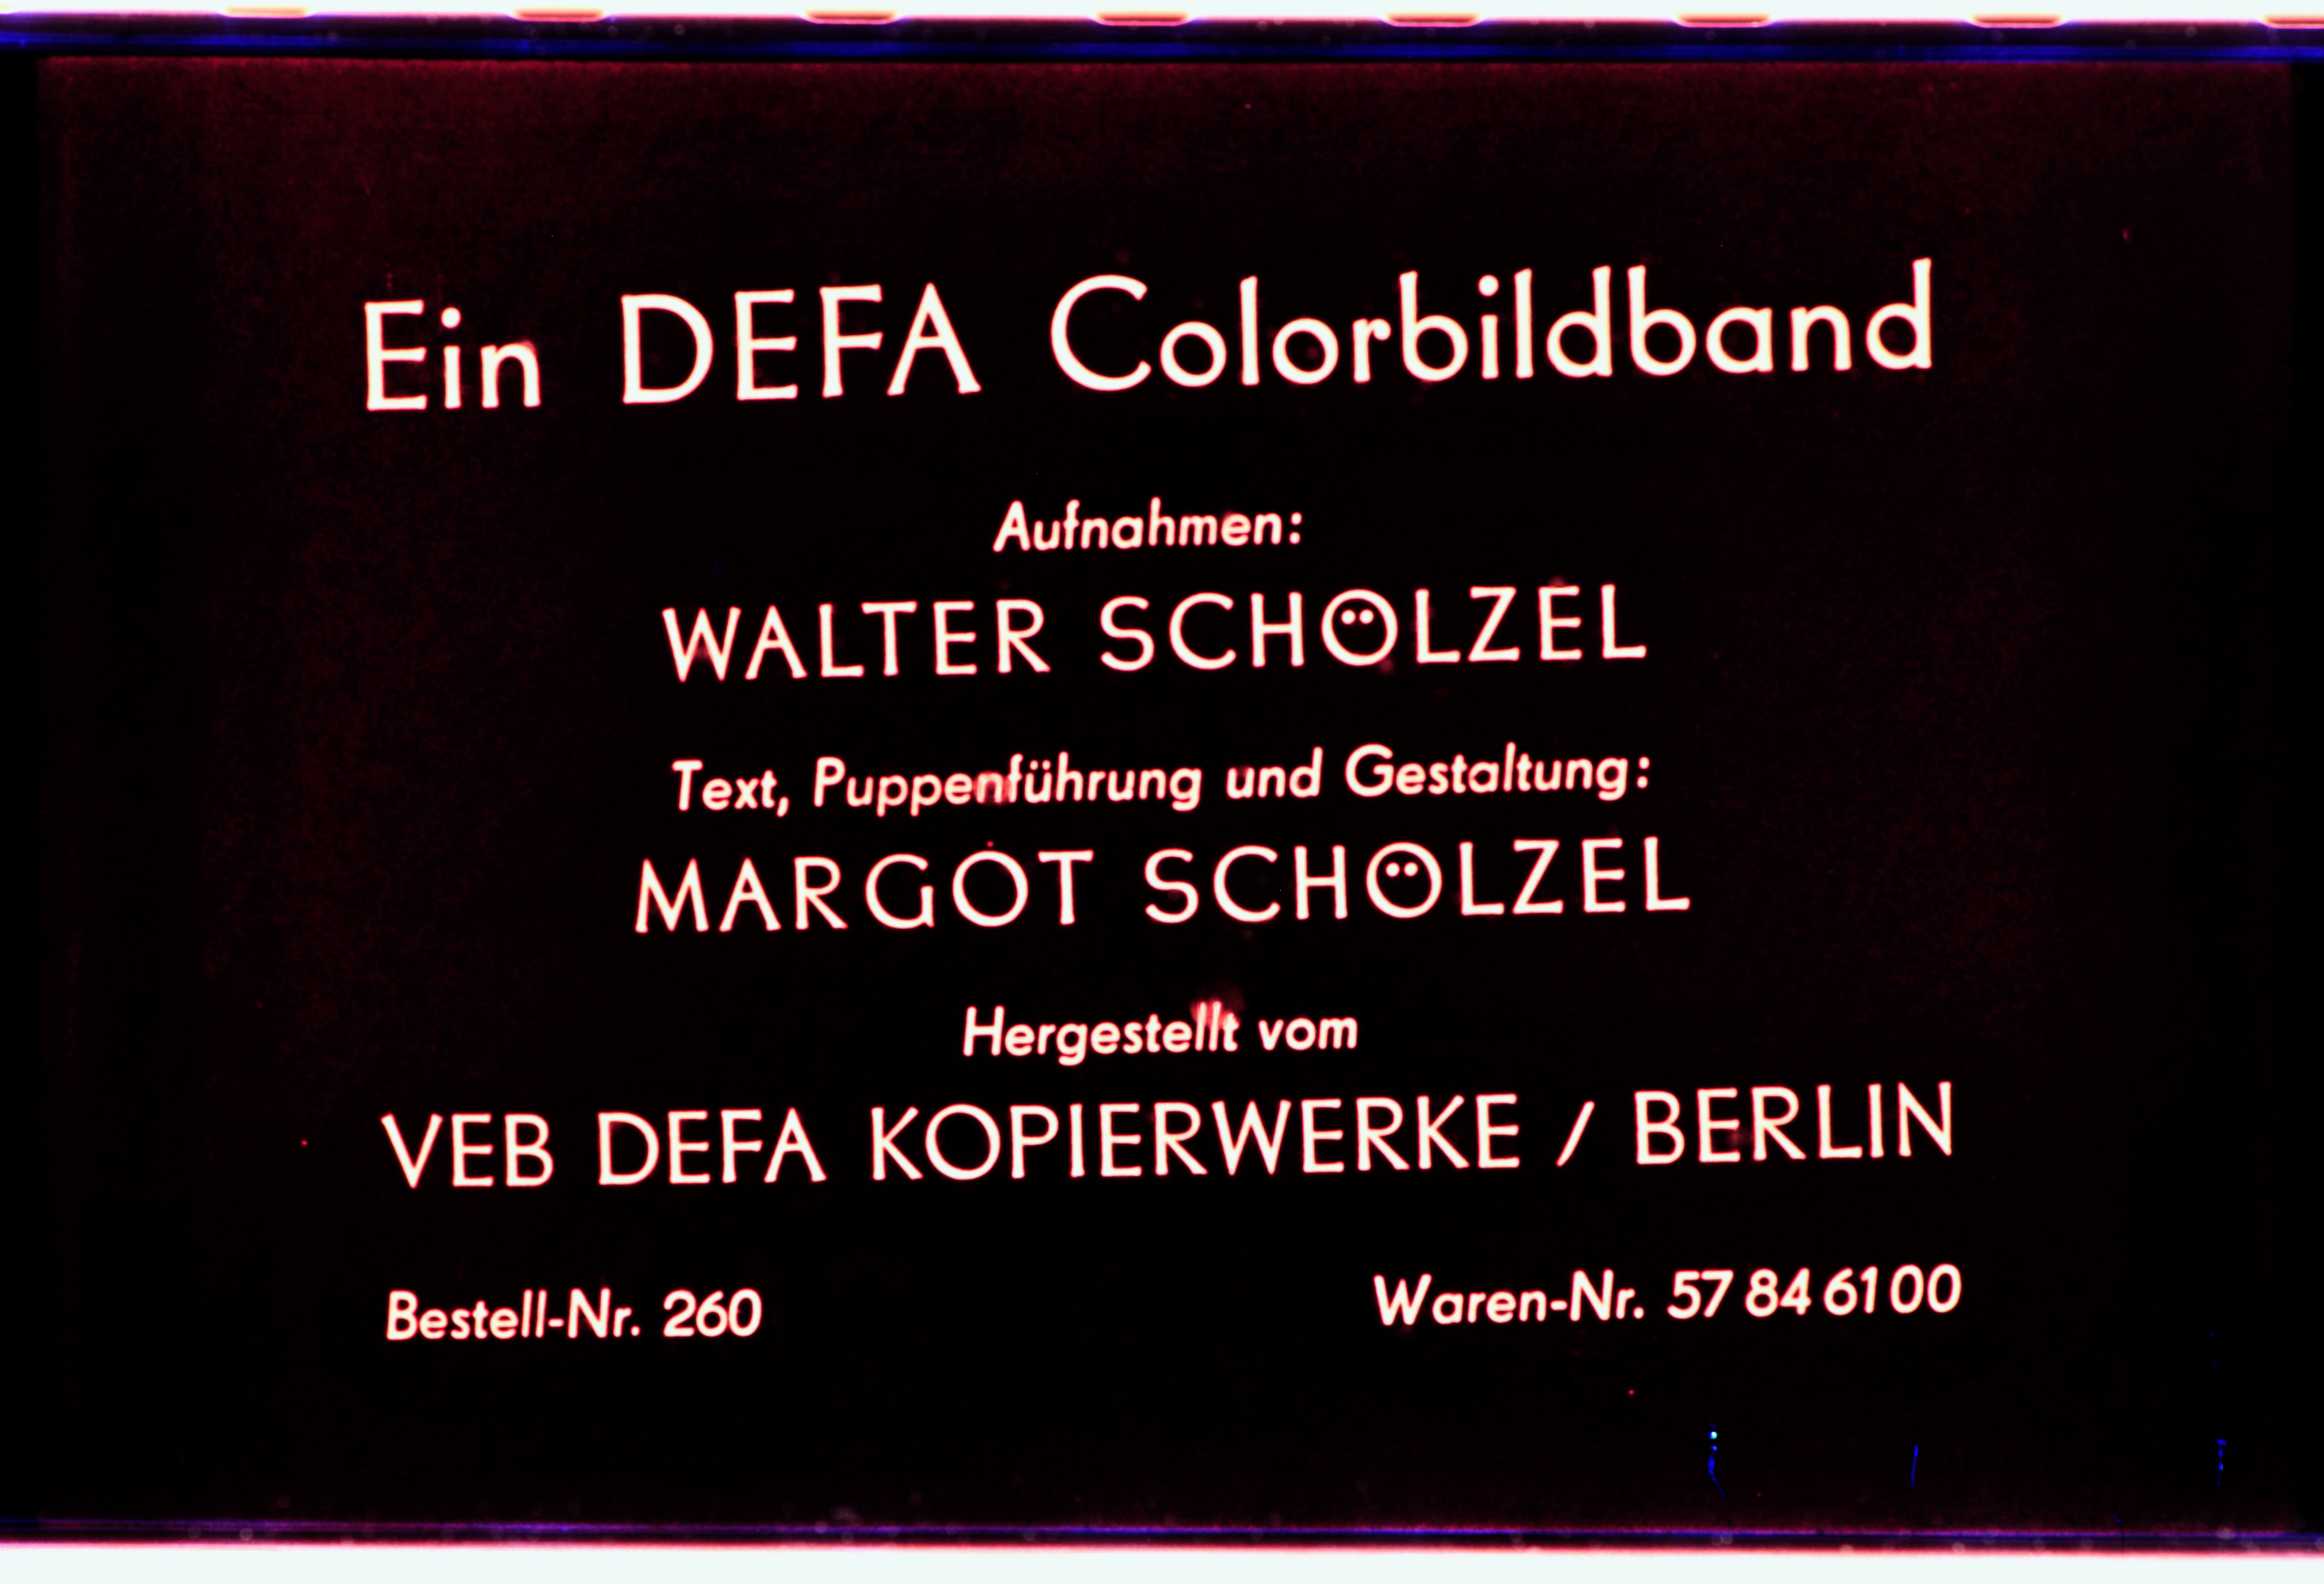 Ein DEFA Colorbildband
Aufnahmen:
WALTER SCHÖLZEL
Text, Puppenführung und Gestaltung:
MARGOT SCHÖLZEL
Hergestellt vom
VEB DEFA KOPIERWERKE / BERLIN
Bestell-Nr. 260
Waren-Nr. 57 84 61 00